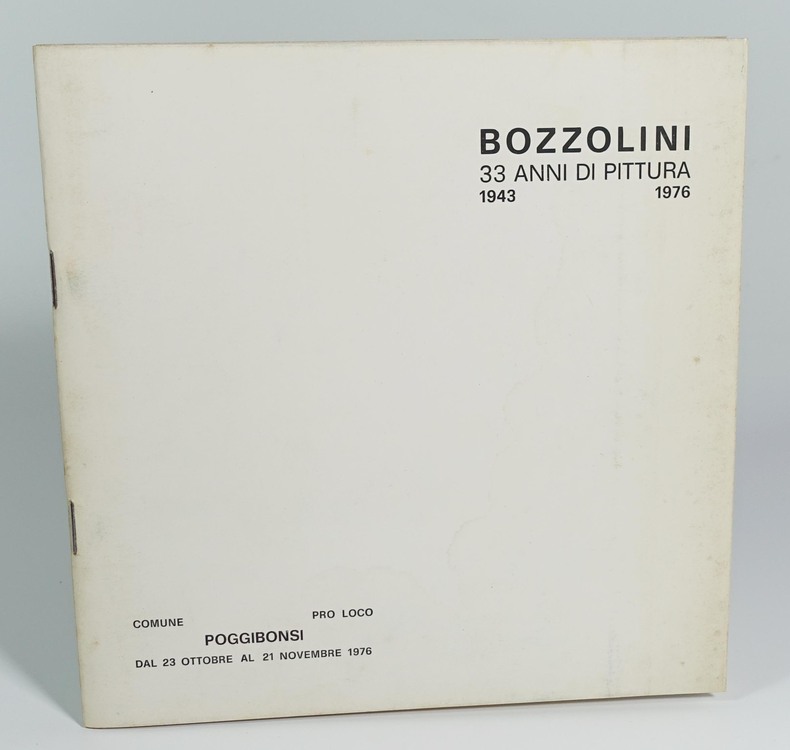 BOZZOLINI
33 ANNI DI PITTURA
1943 1976
COMUNE PRO LOCO
POGGIBONSI
DAL 23 OTTOBRE AL 21 NOVEMBRE 1976